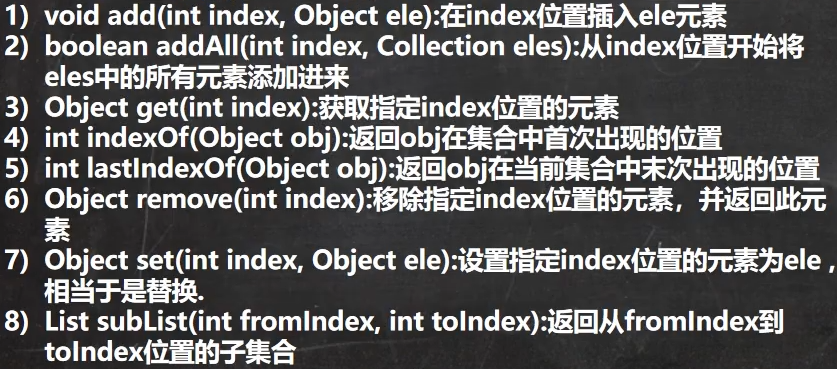 1) void add(int index, Object ele):在index位置插入ele元素
2) boolean addAll(int index, Collection eles):从index位置开始将
eles中的所有元素添加进来
3) Object get(int index):获取指定index位置的元素
4) int indexOf(Object obj):返回obj在集合中首次出现的位置
5) int lastIndexOf(Object obj):返回obj在当前集合中末次出现的位置
6) Object remove(int index):移除指定index位置的元素，并返回此元
素
7) Object set(int index, Object ele):设置指定index位置的元素为ele ,
相当于是替换.
8) List subList(int fromIndex, int toIndex):返回从fromIndex到
toIndex位置的子集合